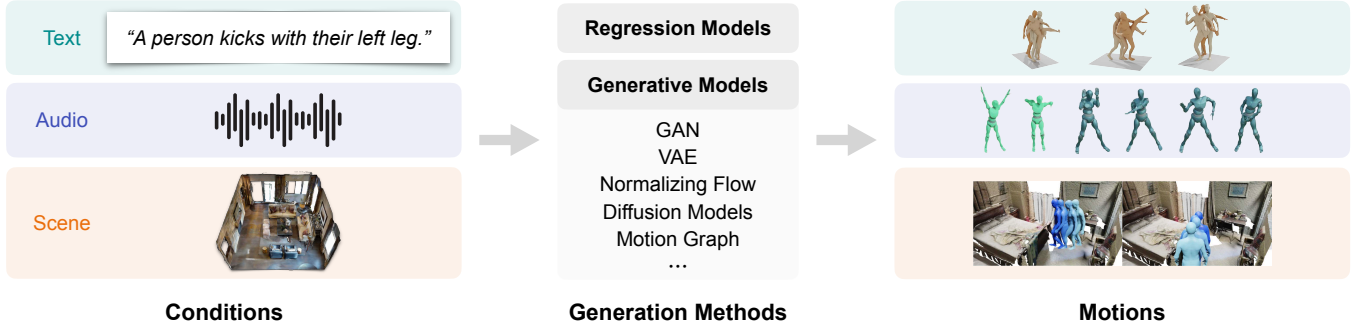 Text
“A person kicks with their left leg.”
Audio
Scene
Conditions
Regression Models
Generative Models
GAN
VAE
Normalizing Flow
Diffusion Models
Motion Graph
...
Generation Methods
Motions